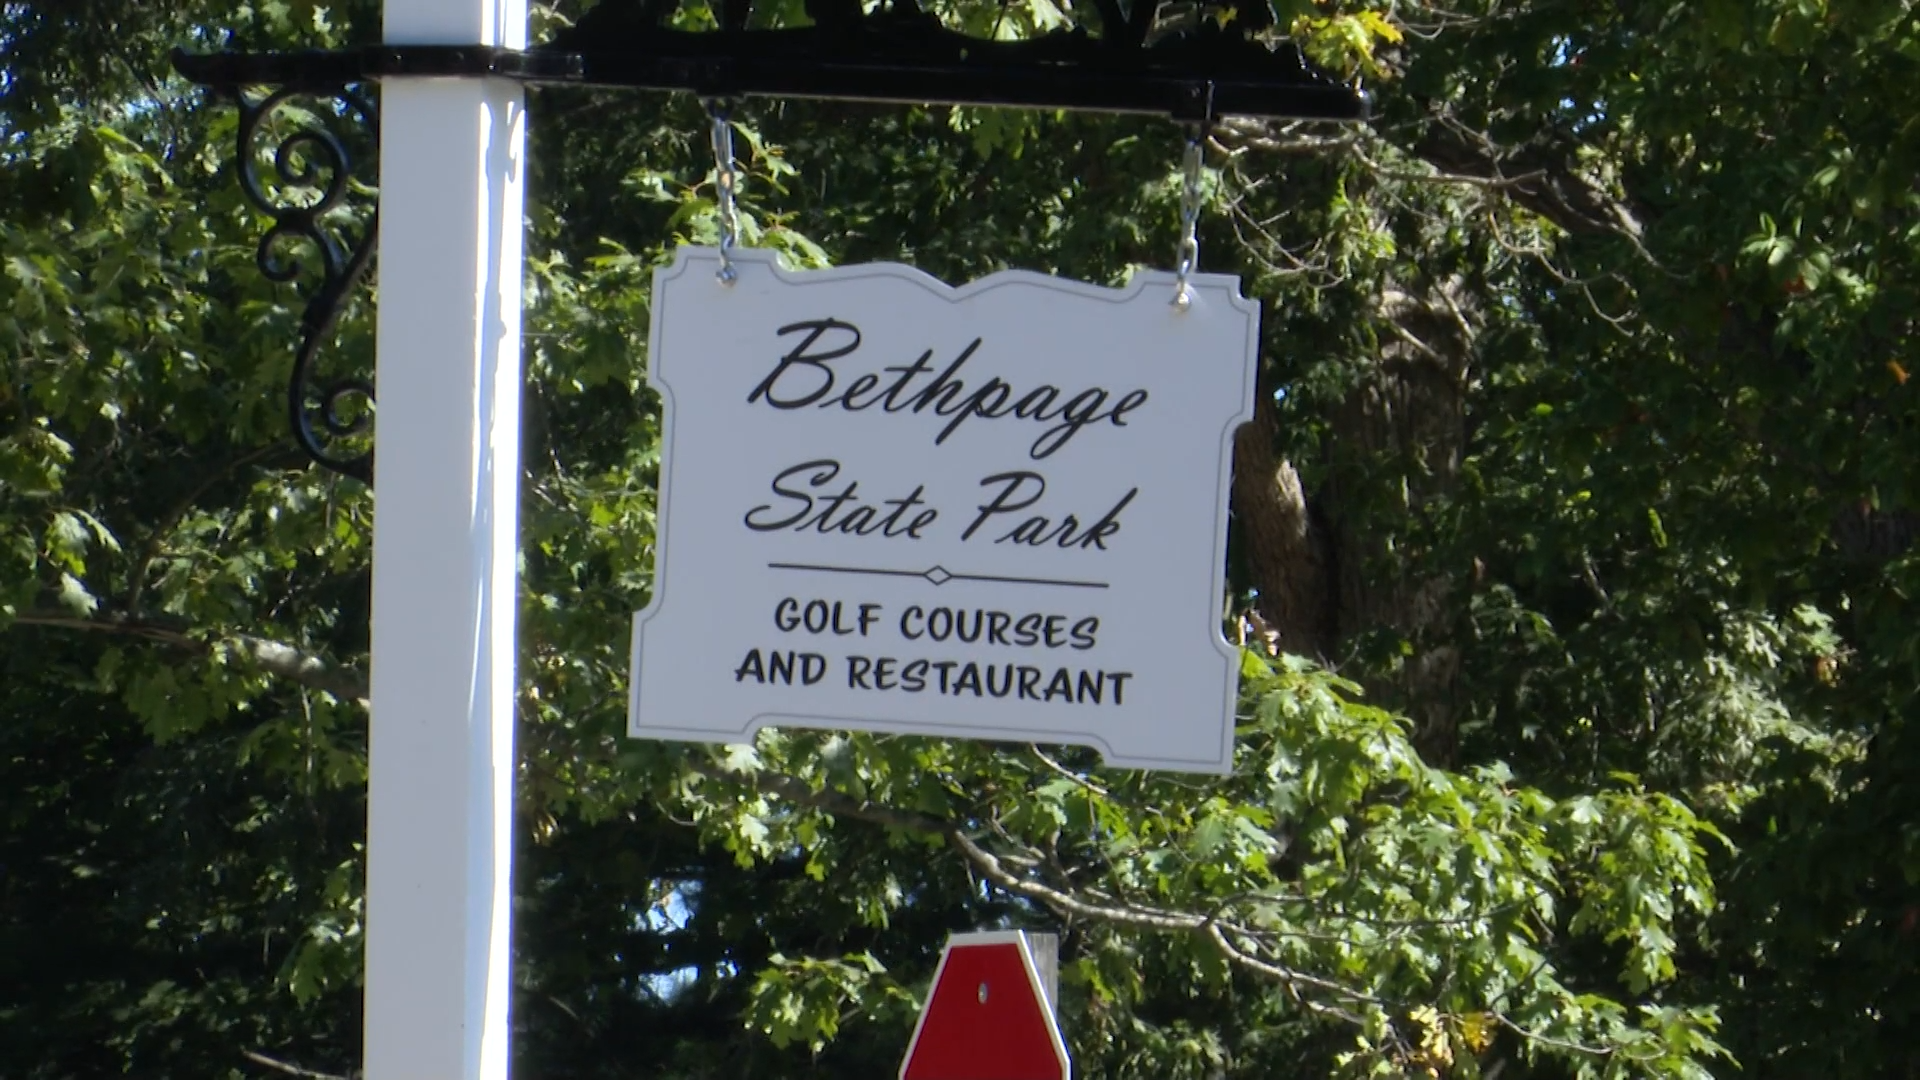 Bethpage
State Park
GOLF COURSES
AND RESTAURANT